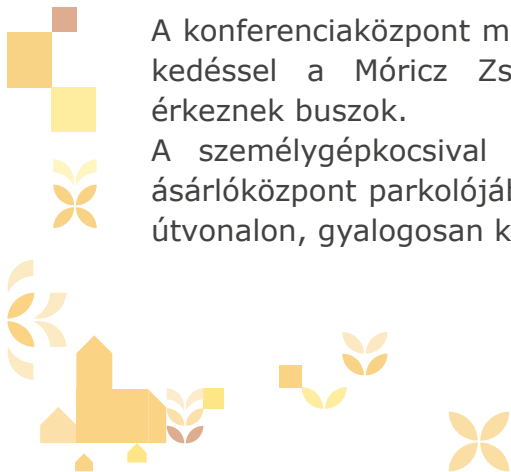 A konferenciaközpont m
kedéssel a Móricz Zs
érkeznek buszok.
A személygépkocsival
ásárlóközpont parkolójá
útvonalon, gyalogosan k